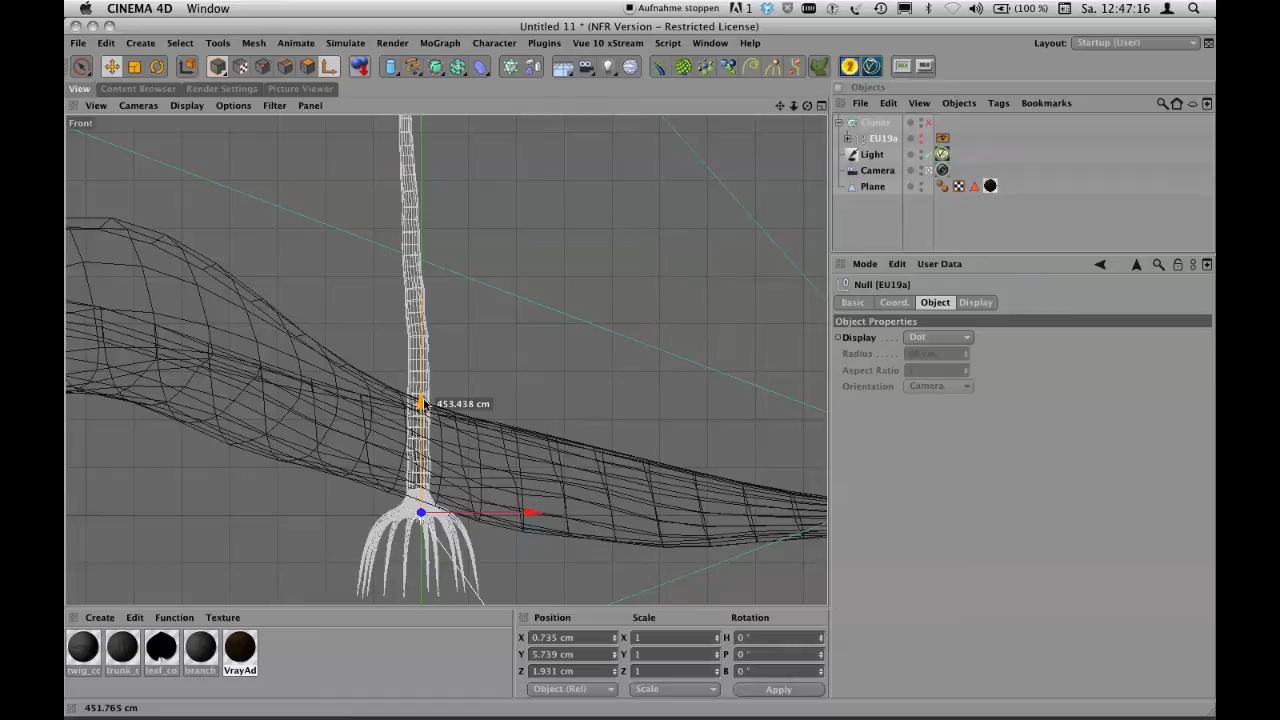 CINEMA 4D Window Aufnahme stoppen 1 (100 %) Sa. 12:47:16
Untitled 11 * (NFR Version - Restricted License)
File Edit Create Select Tools Mesh Animate Simulate Render MoGraph Character Plugins Vue 10 xStream Script Window Help Layout: Startup (User)
View Content Browser Render Settings Picture Viewer
View Cameras Display Options Filter Panel
Front
453.438 cm
Objects
File Edit View Objects Tags Bookmarks
Cloner
EU19a
Light
Camera
Plane
Mode Edit User Data
Null [EU19a]
Basic Coord. Object Display
Object Properties
Display .... Dot
Radius .....
Aspect Ratio
Orientation Camera
Create Edit Function Texture
twig_co trunk_c leaf_co branch_ VrayAd
Position Scale Rotation
X 0.735 cm X 1 H 0 °
Y 5.739 cm Y 1 P 0 °
Z 1.931 cm Z 1 B 0 °
Object (Rel) Scale Apply
451.765 cm